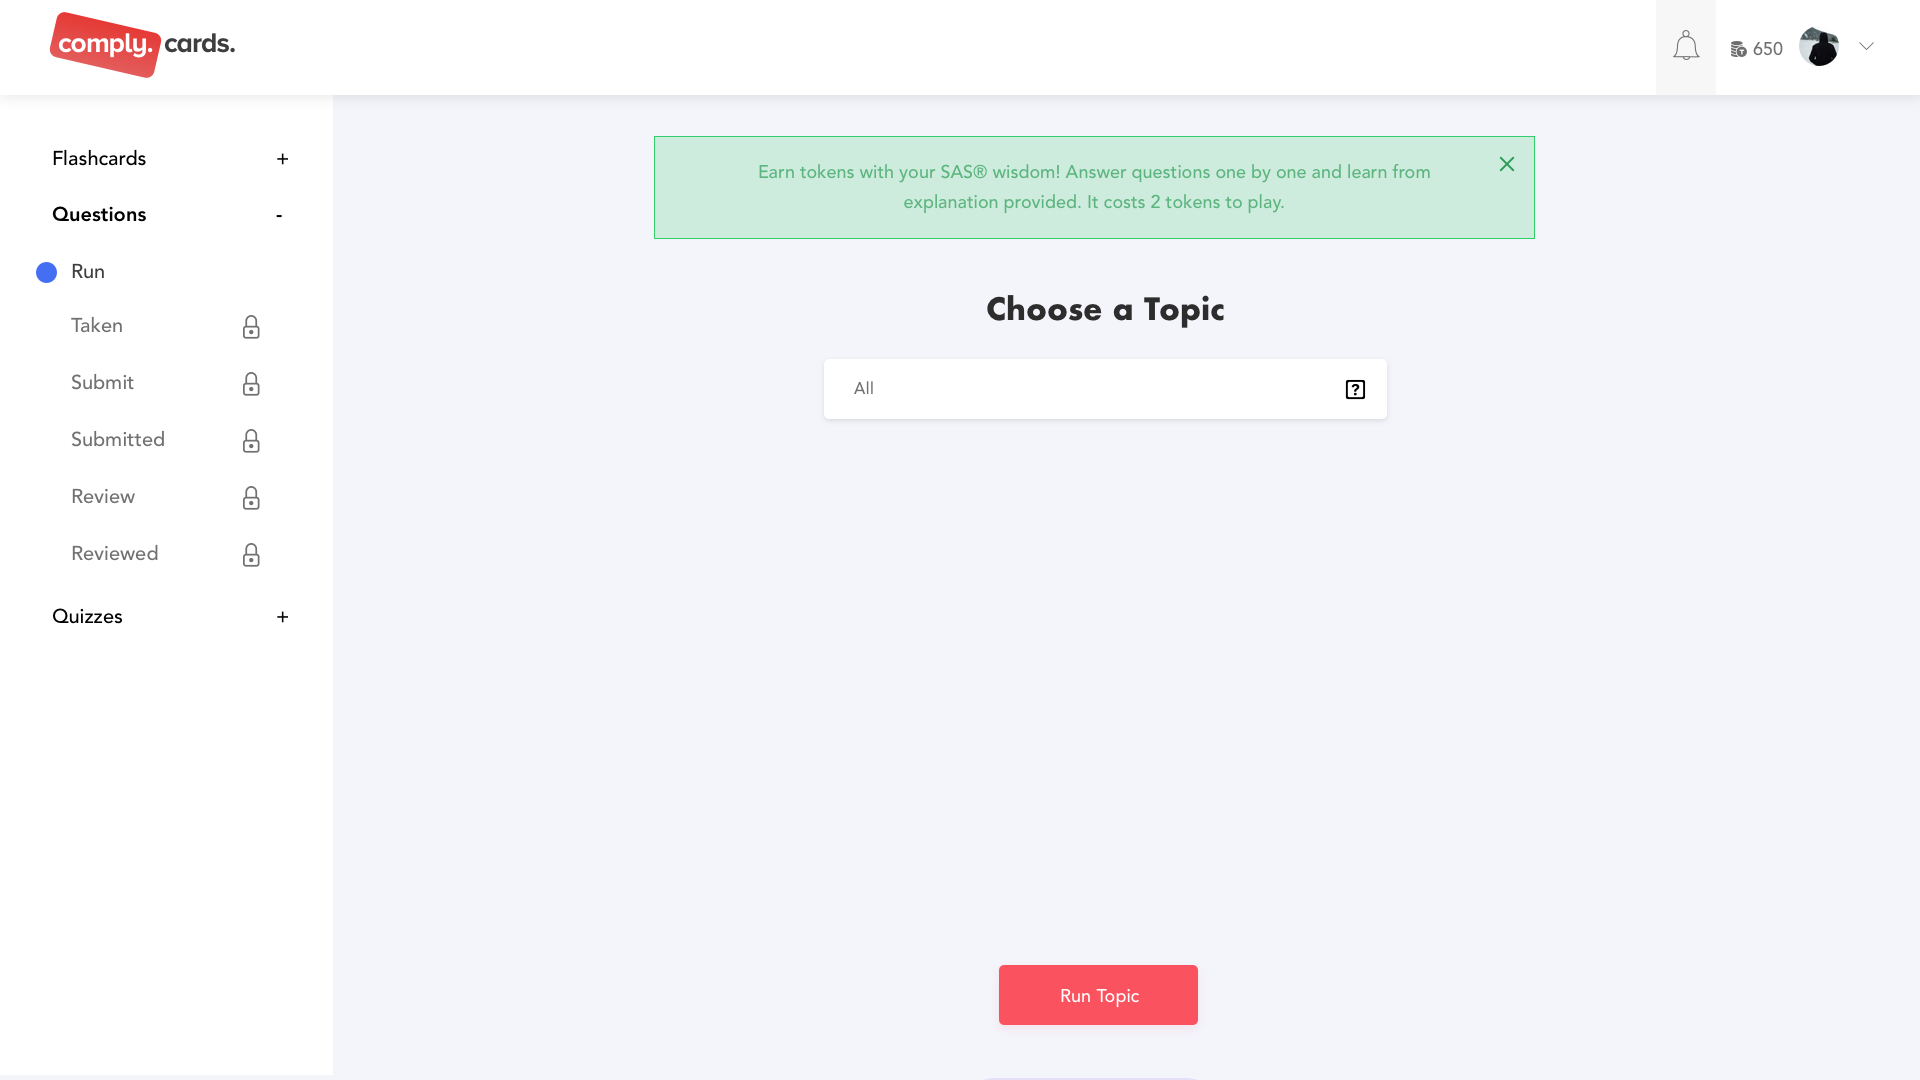 comply. cards.
650
Flashcards +
Questions -
Run
Taken
Submit
Submitted
Review
Reviewed
Quizzes +
Earn tokens with your SAS® wisdom! Answer questions one by one and learn from
explanation provided. It costs 2 tokens to play.
Choose a Topic
All
Run Topic